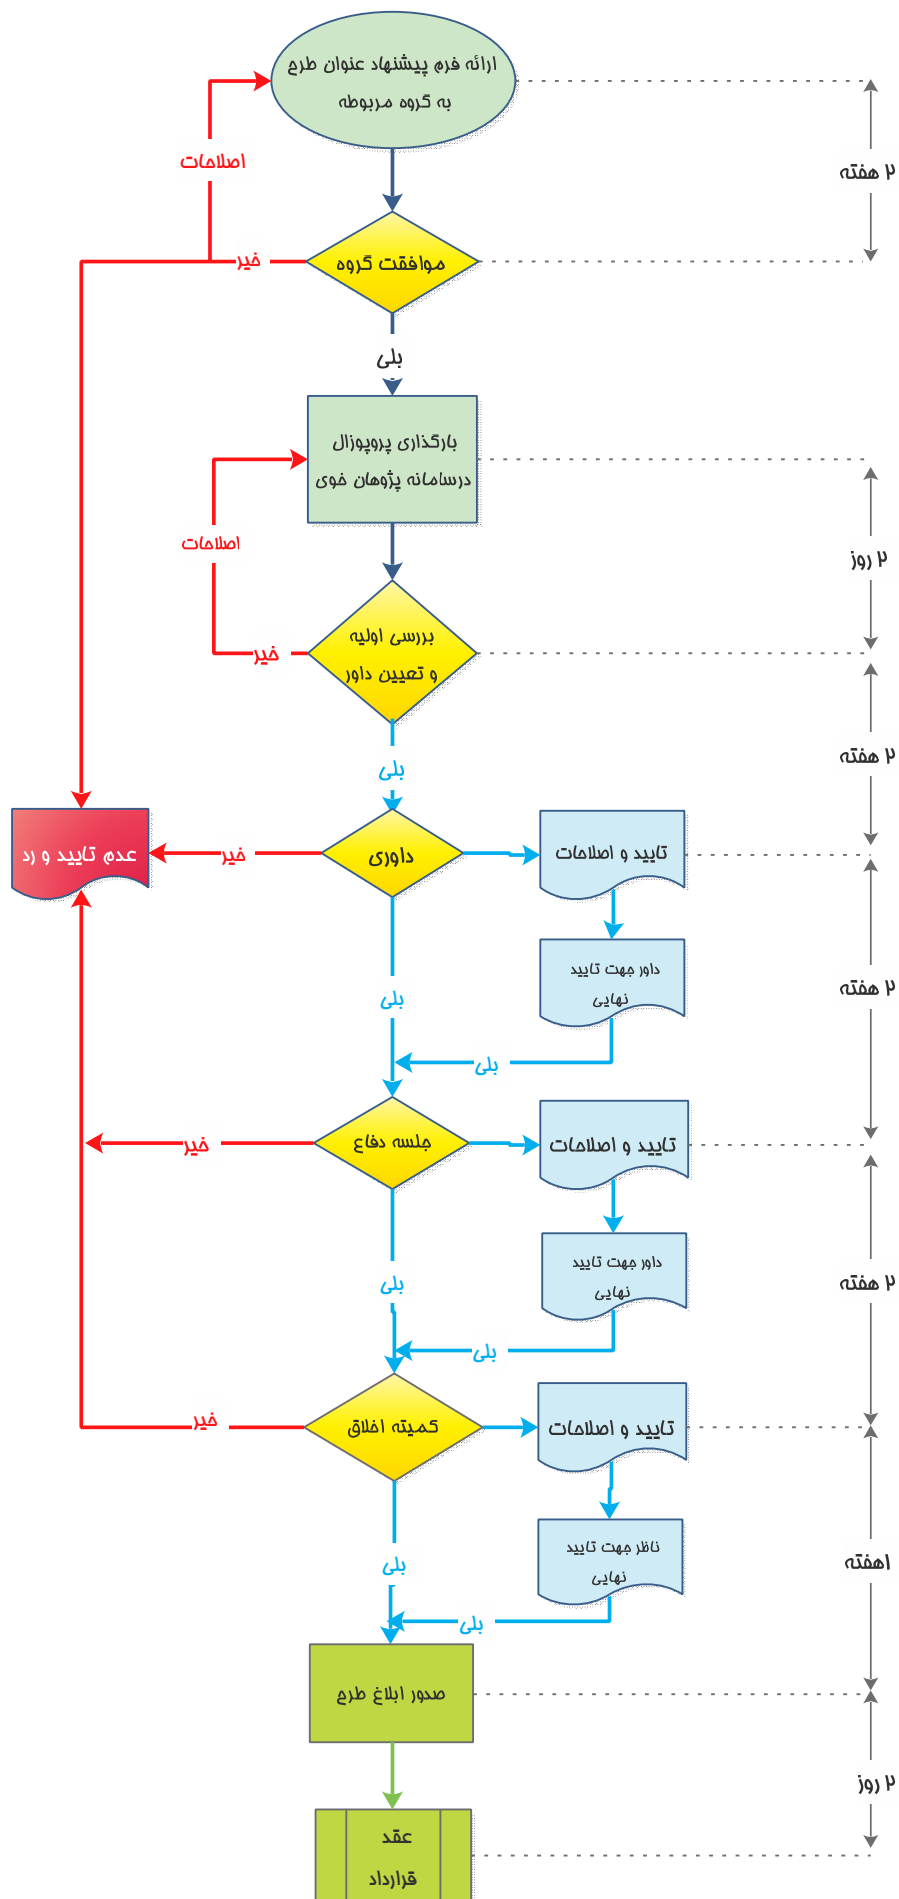 ارائه فرم پیشنهاد عنوان طرح
به گروه مربوطه
اصلاحات
۲ هفته
خیر
موافقت گروه
بلی
بارگذاری پروپوزال
درسامانه پژوهان خوی
اصلاحات
۲ روز
بررسی اولیه
و تعیین داور
خیر
۲ هفته
بلی
داوری
تایید و اصلاحات
خیر
عدم تایید و رد
داور جهت تایید
نهایی
۲ هفته
بلی
بلی
جلسه دفاع
تایید و اصلاحات
خیر
داور جهت تایید
نهایی
۲ هفته
بلی
بلی
کمیته اخلاق
تایید و اصلاحات
خیر
ناظر جهت تایید
نهایی
۱هفته
بلی
بلی
صدور ابلاغ طرح
۲ روز
عقد
قرارداد